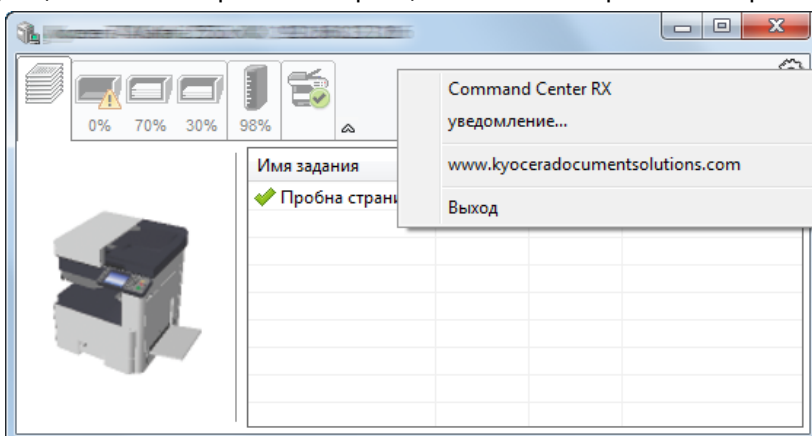 0% 70% 30% 98%
Command Center RX
уведомление...
www.kyoceradocumentsolutions.com
Выход
Имя задания
Пробна страни